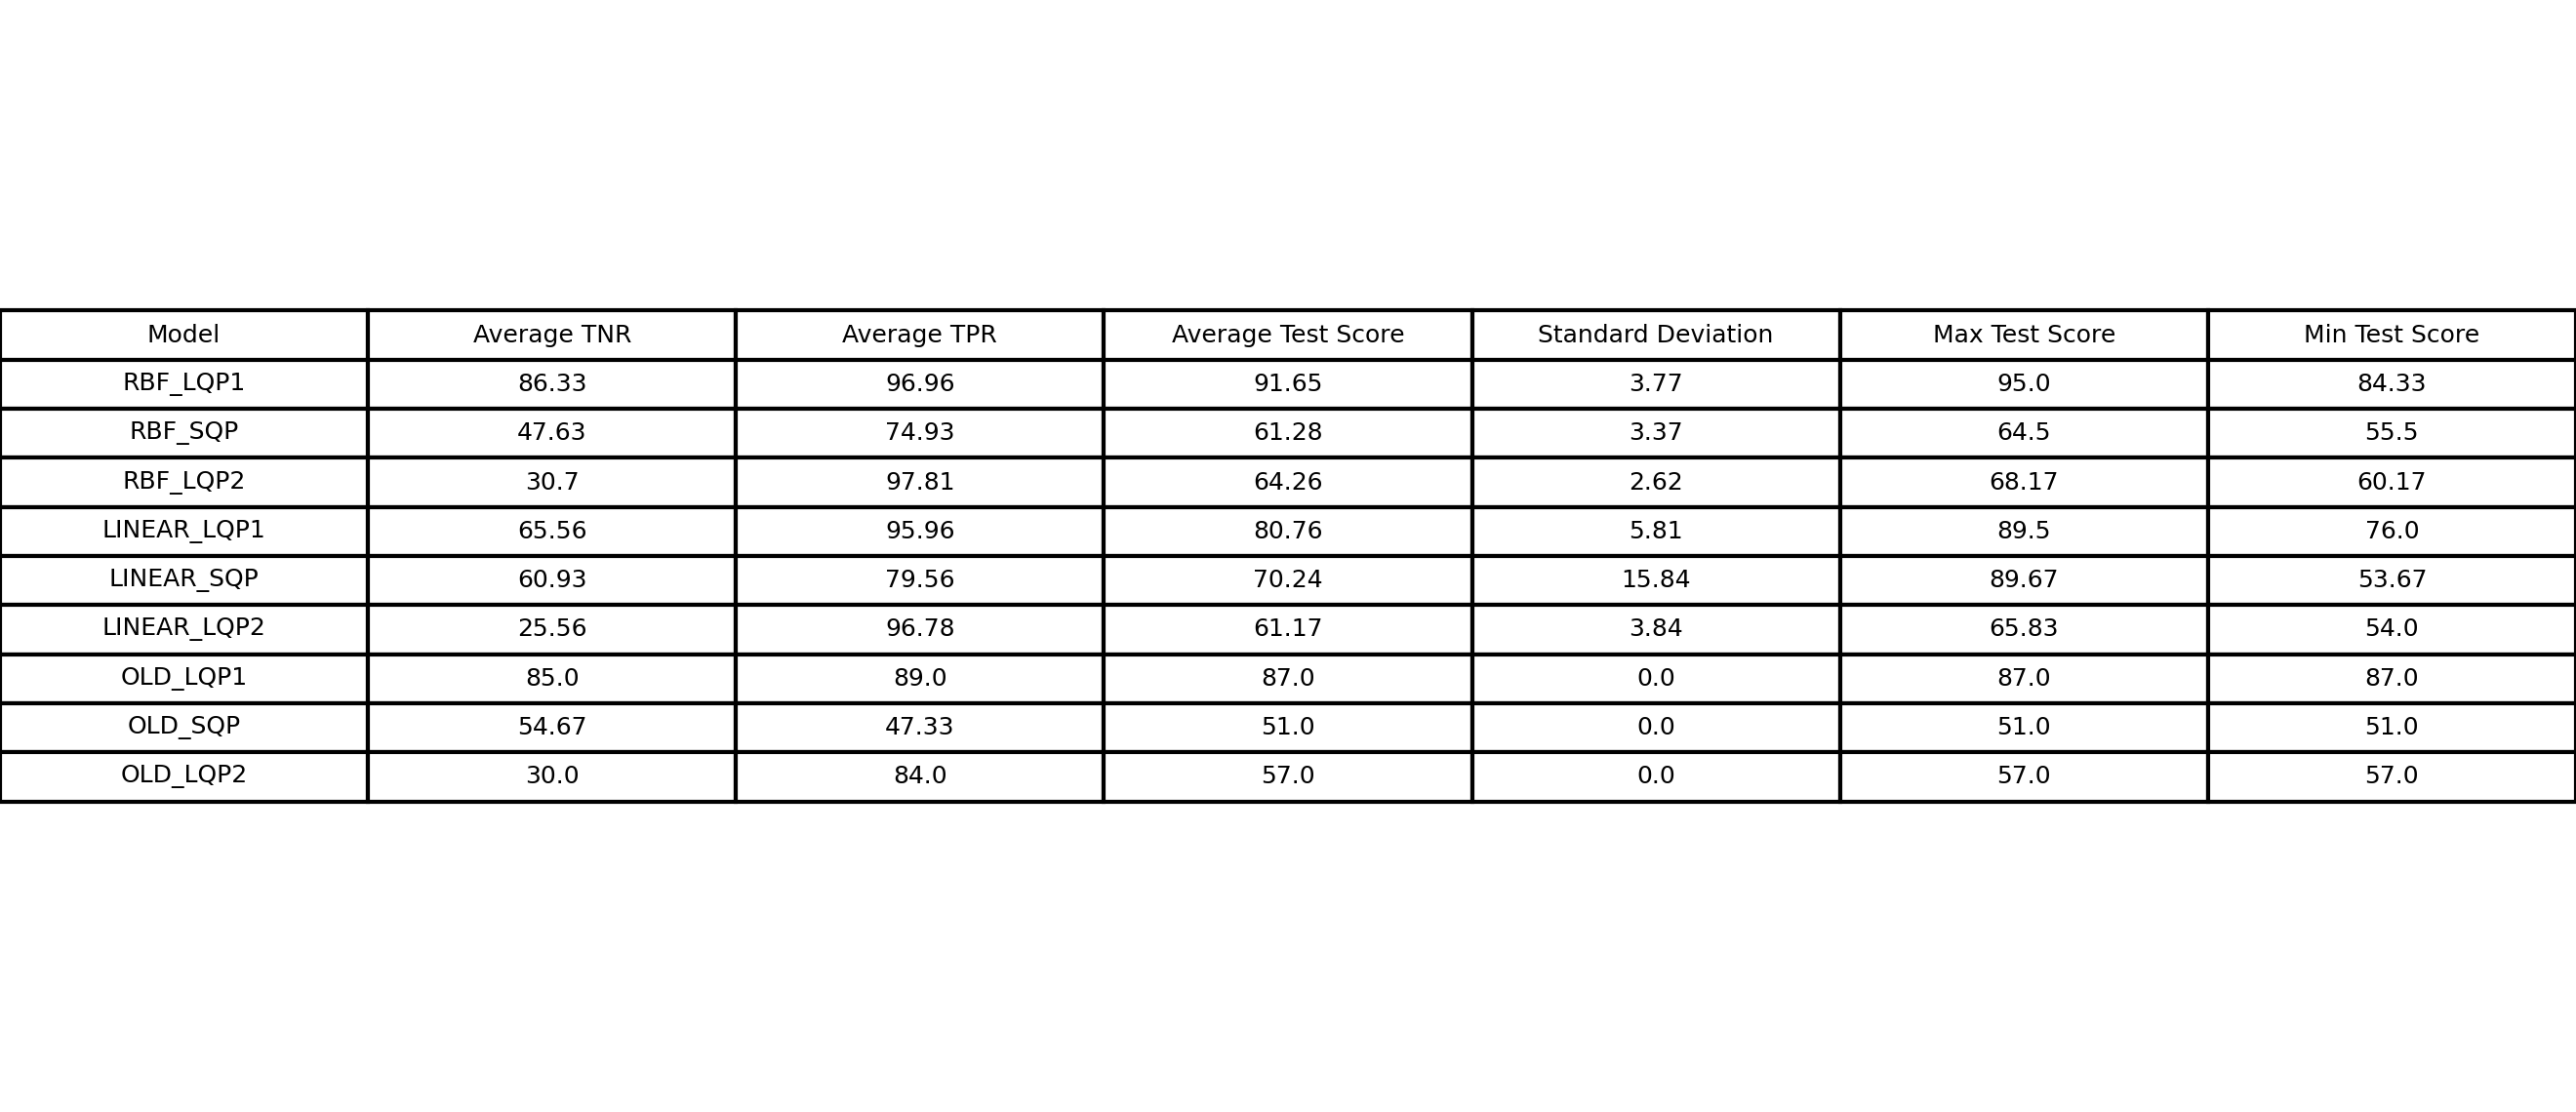 Model Average TNR Average TPR Average Test Score Standard Deviation Max Test Score Min Test Score
RBF_LQP1 86.33 96.96 91.65 3.77 95.0 84.33
RBF_SQP 47.63 74.93 61.28 3.37 64.5 55.5
RBF_LQP2 30.7 97.81 64.26 2.62 68.17 60.17
LINEAR_LQP1 65.56 95.96 80.76 5.81 89.5 76.0
LINEAR_SQP 60.93 79.56 70.24 15.84 89.67 53.67
LINEAR_LQP2 25.56 96.78 61.17 3.84 65.83 54.0
OLD_LQP1 85.0 89.0 87.0 0.0 87.0 87.0
OLD_SQP 54.67 47.33 51.0 0.0 51.0 51.0
OLD_LQP2 30.0 84.0 57.0 0.0 57.0 57.0